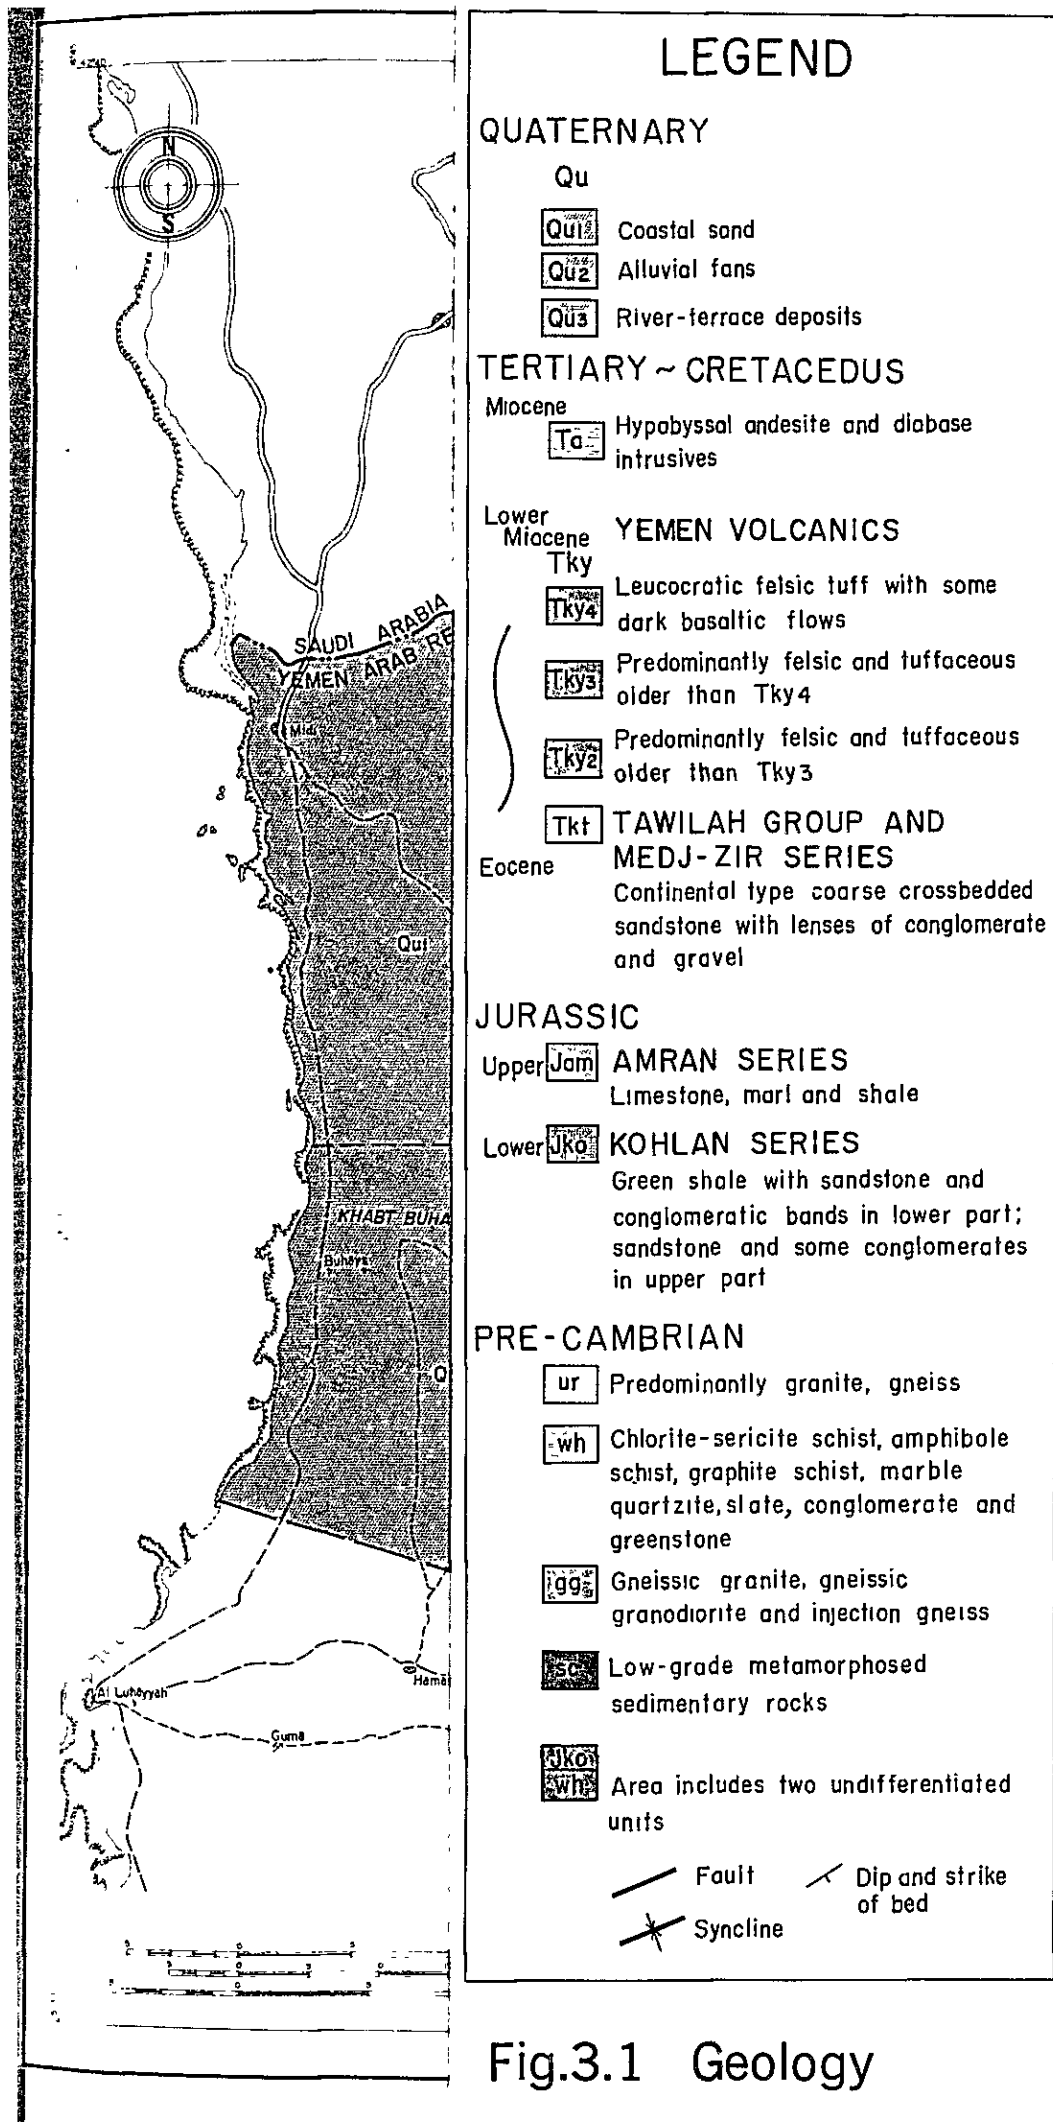 N
S
SAUDI ARABIA
YEMEN ARAB RE
Midi
Qu1
KHABT BUHA
Buhays
Q
Al Luhayyah
Hama
Guma
LEGEND
QUATERNARY
Qu
Qu1 Coastal sand
Qu2 Alluvial fans
Qu3 River-terrace deposits
TERTIARY ~ CRETACEDUS
Miocene
Ta Hypabyssal andesite and diabase
intrusives
Lower
Miocene YEMEN VOLCANICS
Tky
Tky4 Leucocratic felsic tuff with some
dark basaltic flows
Tky3 Predominantly felsic and tuffaceous
older than Tky4
Tky2 Predominantly felsic and tuffaceous
older than Tky3
Tkt TAWILAH GROUP AND
MEDJ-ZIR SERIES
Eocene
Continental type coarse crossbedded
sandstone with lenses of conglomerate
and gravel
JURASSIC
Upper Jam AMRAN SERIES
Limestone, marl and shale
Lower Jko KOHLAN SERIES
Green shale with sandstone and
conglomeratic bands in lower part;
sandstone and some conglomerates
in upper part
PRE-CAMBRIAN
ur Predominantly granite, gneiss
wh Chlorite-sericite schist, amphibole
schist, graphite schist, marble
quartzite, slate, conglomerate and
greenstone
gg Gneissic granite, gneissic
granodiorite and injection gneiss
sc Low-grade metamorphosed
sedimentary rocks
Jko
wh Area includes two undifferentiated
units
Fault
Dip and strike
of bed
Syncline
Fig.3.1 Geology